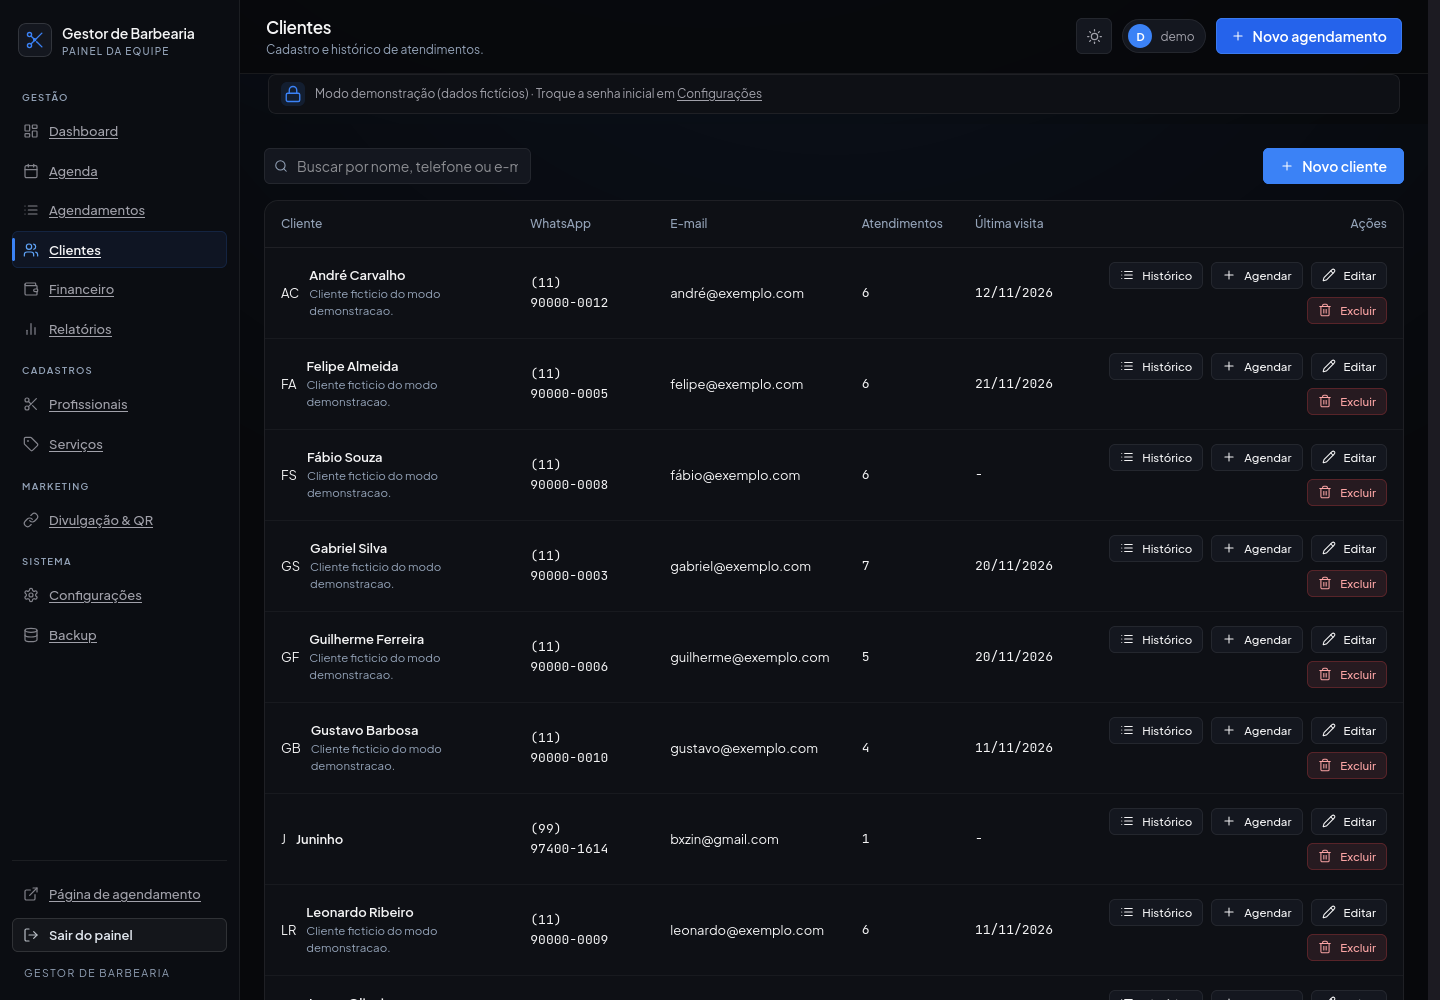 Gestor de Barbearia
PAINEL DA EQUIPE
GESTÃO
Dashboard
Agenda
Agendamentos
Clientes
Financeiro
Relatórios
CADASTROS
Profissionais
Serviços
MARKETING
Divulgação & QR
SISTEMA
Configurações
Backup
Página de agendamento
Sair do painel
GESTOR DE BARBEARIA
Clientes
Cadastro e histórico de atendimentos.
D demo
Novo agendamento
Modo demonstração (dados fictícios) · Troque a senha inicial em Configurações
Buscar por nome, telefone ou e-m
Novo cliente
Cliente WhatsApp E-mail Atendimentos Última visita Ações
AC André Carvalho
Cliente ficticio do modo
demonstracao.
(11)
90000-0012
andré@exemplo.com
6
12/11/2026
Histórico Agendar Editar
Excluir
FA Felipe Almeida
Cliente ficticio do modo
demonstracao.
(11)
90000-0005
felipe@exemplo.com
6
21/11/2026
Histórico Agendar Editar
Excluir
FS Fábio Souza
Cliente ficticio do modo
demonstracao.
(11)
90000-0008
fábio@exemplo.com
6
-
Histórico Agendar Editar
Excluir
GS Gabriel Silva
Cliente ficticio do modo
demonstracao.
(11)
90000-0003
gabriel@exemplo.com
7
20/11/2026
Histórico Agendar Editar
Excluir
GF Guilherme Ferreira
Cliente ficticio do modo
demonstracao.
(11)
90000-0006
guilherme@exemplo.com
5
20/11/2026
Histórico Agendar Editar
Excluir
GB Gustavo Barbosa
Cliente ficticio do modo
demonstracao.
(11)
90000-0010
gustavo@exemplo.com
4
11/11/2026
Histórico Agendar Editar
Excluir
J Juninho
(99)
97400-1614
bxzin@gmail.com
1
-
Histórico Agendar Editar
Excluir
LR Leonardo Ribeiro
Cliente ficticio do modo
demonstracao.
(11)
90000-0009
leonardo@exemplo.com
6
11/11/2026
Histórico Agendar Editar
Excluir